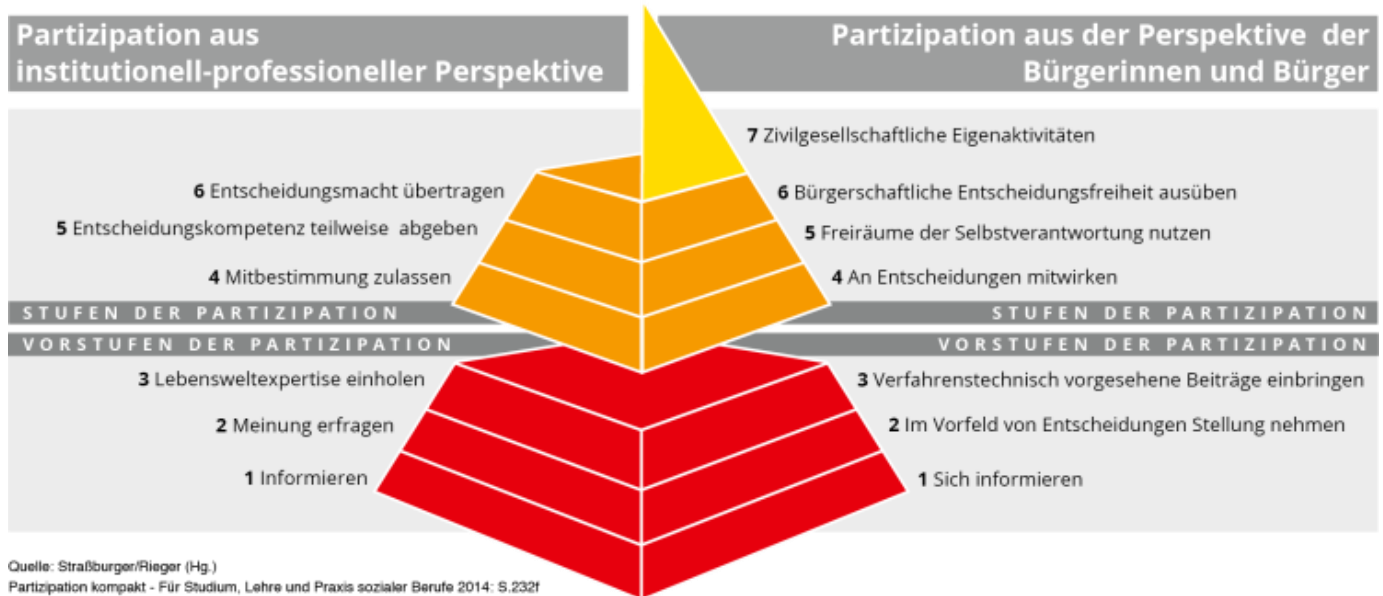 Partizipation aus
institutionell-professioneller Perspektive
Partizipation aus der Perspektive der
Bürgerinnen und Bürger
7 Zivilgesellschaftliche Eigenaktivitäten
6 Entscheidungsmacht übertragen
6 Bürgerschaftliche Entscheidungsfreiheit ausüben
5 Entscheidungskompetenz teilweise abgeben
5 Freiräume der Selbstverantwortung nutzen
4 Mitbestimmung zulassen
4 An Entscheidungen mitwirken
STUFEN DER PARTIZIPATION
STUFEN DER PARTIZIPATION
VORSTUFEN DER PARTIZIPATION
VORSTUFEN DER PARTIZIPATION
3 Lebensweltexpertise einholen
3 Verfahrenstechnisch vorgesehene Beiträge einbringen
2 Meinung erfragen
2 Im Vorfeld von Entscheidungen Stellung nehmen
1 Informieren
1 Sich informieren
Quelle: Straßburger/Rieger (Hg.)
Partizipation kompakt - Für Studium, Lehre und Praxis sozialer Berufe 2014: S.232f